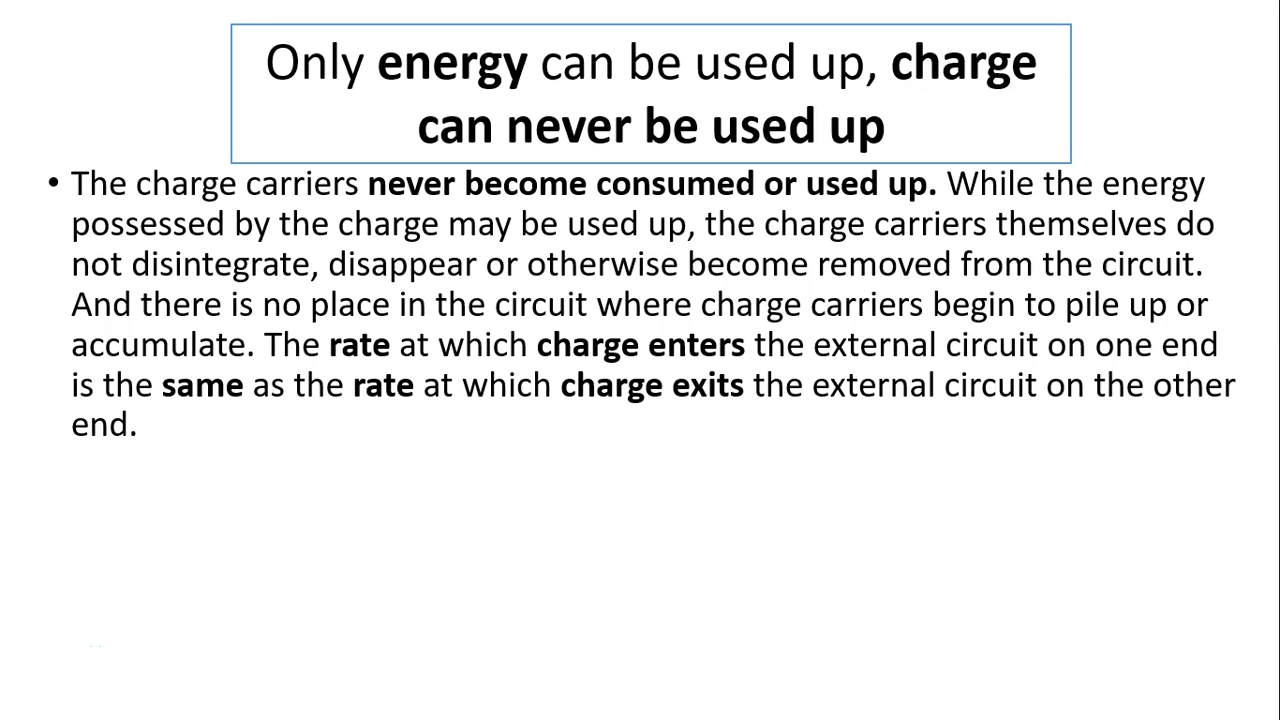 Only energy can be used up, charge
can never be used up
• The charge carriers never become consumed or used up. While the energy
possessed by the charge may be used up, the charge carriers themselves do
not disintegrate, disappear or otherwise become removed from the circuit.
And there is no place in the circuit where charge carriers begin to pile up or
accumulate. The rate at which charge enters the external circuit on one end
is the same as the rate at which charge exits the external circuit on the other
end.